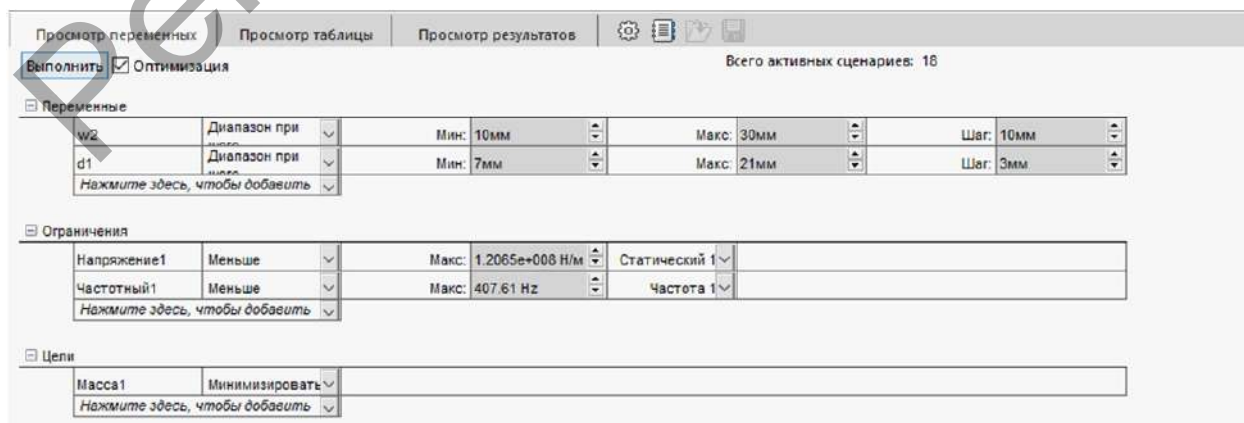 Просмотр переменных Просмотр таблицы Просмотр результатов
Выполнить Оптимизация Всего активных сценариев: 18
Переменные
w2 Диапазон при Мин: 10мм Макс: 30мм Шаг: 10мм
d1 Диапазон при Мин: 7мм Макс: 21мм Шаг: 3мм
Нажмите здесь, чтобы добавить
Ограничения
Напряжение1 Меньше Макс: 1.2065e+008 Н/м Статический 1
Частотный1 Меньше Макс: 407.61 Hz Частота 1
Нажмите здесь, чтобы добавить
Цели
Масса1 Минимизировать
Нажмите здесь, чтобы добавить